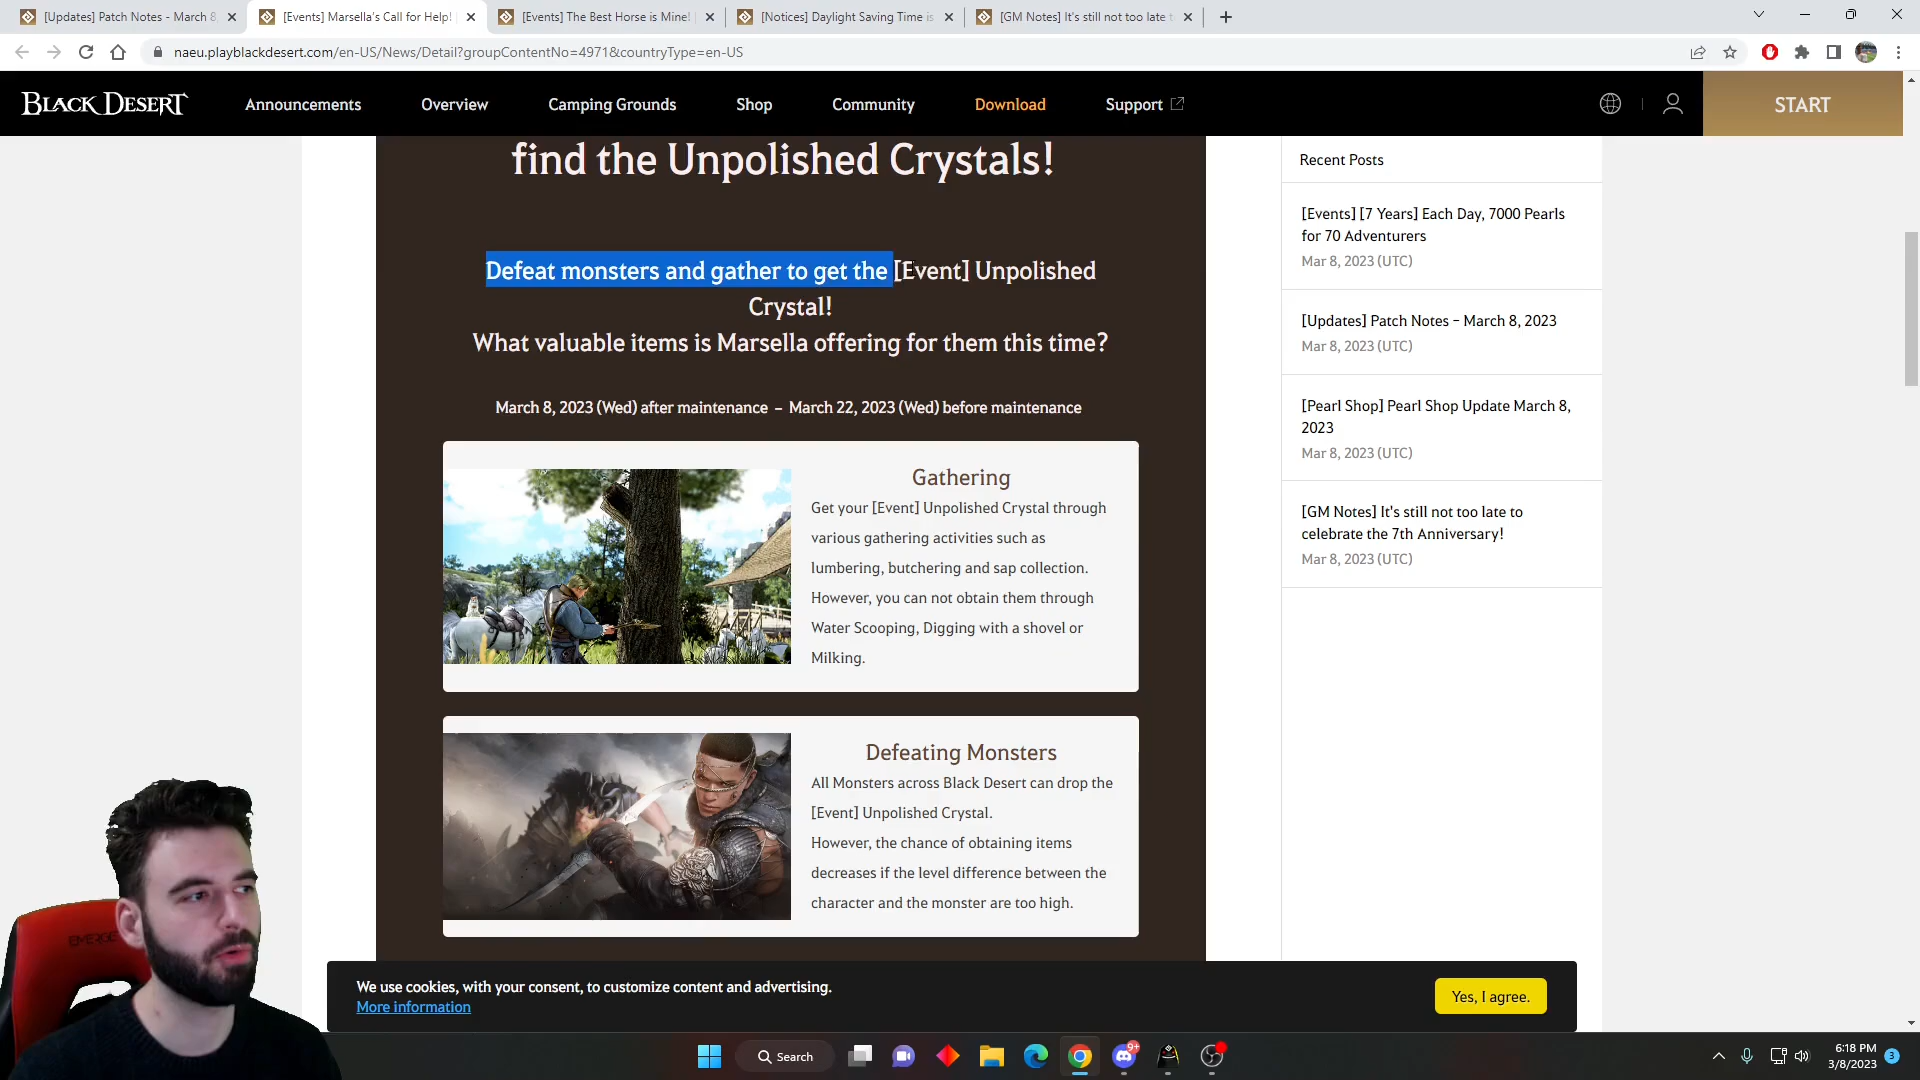 [Updates] Patch Notes - March 8,
[Events] Marsella's Call for Help!
[Events] The Best Horse is Mine!
[Notices] Daylight Saving Time is
[GM Notes] It's still not too late t
naeu.playblackdesert.com/en-US/News/Detail?groupContentNo=4971&countryType=en-US
BLACK DESERT
Announcements
Overview
Camping Grounds
Shop
Community
Download
Support
START
find the Unpolished Crystals!
Defeat monsters and gather to get the [Event] Unpolished
Crystal!
What valuable items is Marsella offering for them this time?
March 8, 2023 (Wed) after maintenance – March 22, 2023 (Wed) before maintenance
Gathering
Get your [Event] Unpolished Crystal through
various gathering activities such as
lumbering, butchering and sap collection.
However, you can not obtain them through
Water Scooping, Digging with a shovel or
Milking.
Defeating Monsters
All Monsters across Black Desert can drop the
[Event] Unpolished Crystal.
However, the chance of obtaining items
decreases if the level difference between the
character and the monster are too high.
Recent Posts
[Events] [7 Years] Each Day, 7000 Pearls
for 70 Adventurers
Mar 8, 2023 (UTC)
[Updates] Patch Notes – March 8, 2023
Mar 8, 2023 (UTC)
[Pearl Shop] Pearl Shop Update March 8,
2023
Mar 8, 2023 (UTC)
[GM Notes] It's still not too late to
celebrate the 7th Anniversary!
Mar 8, 2023 (UTC)
We use cookies, with your consent, to customize content and advertising.
More information
Yes, I agree.
Search
9+
6:18 PM
3/8/2023
3